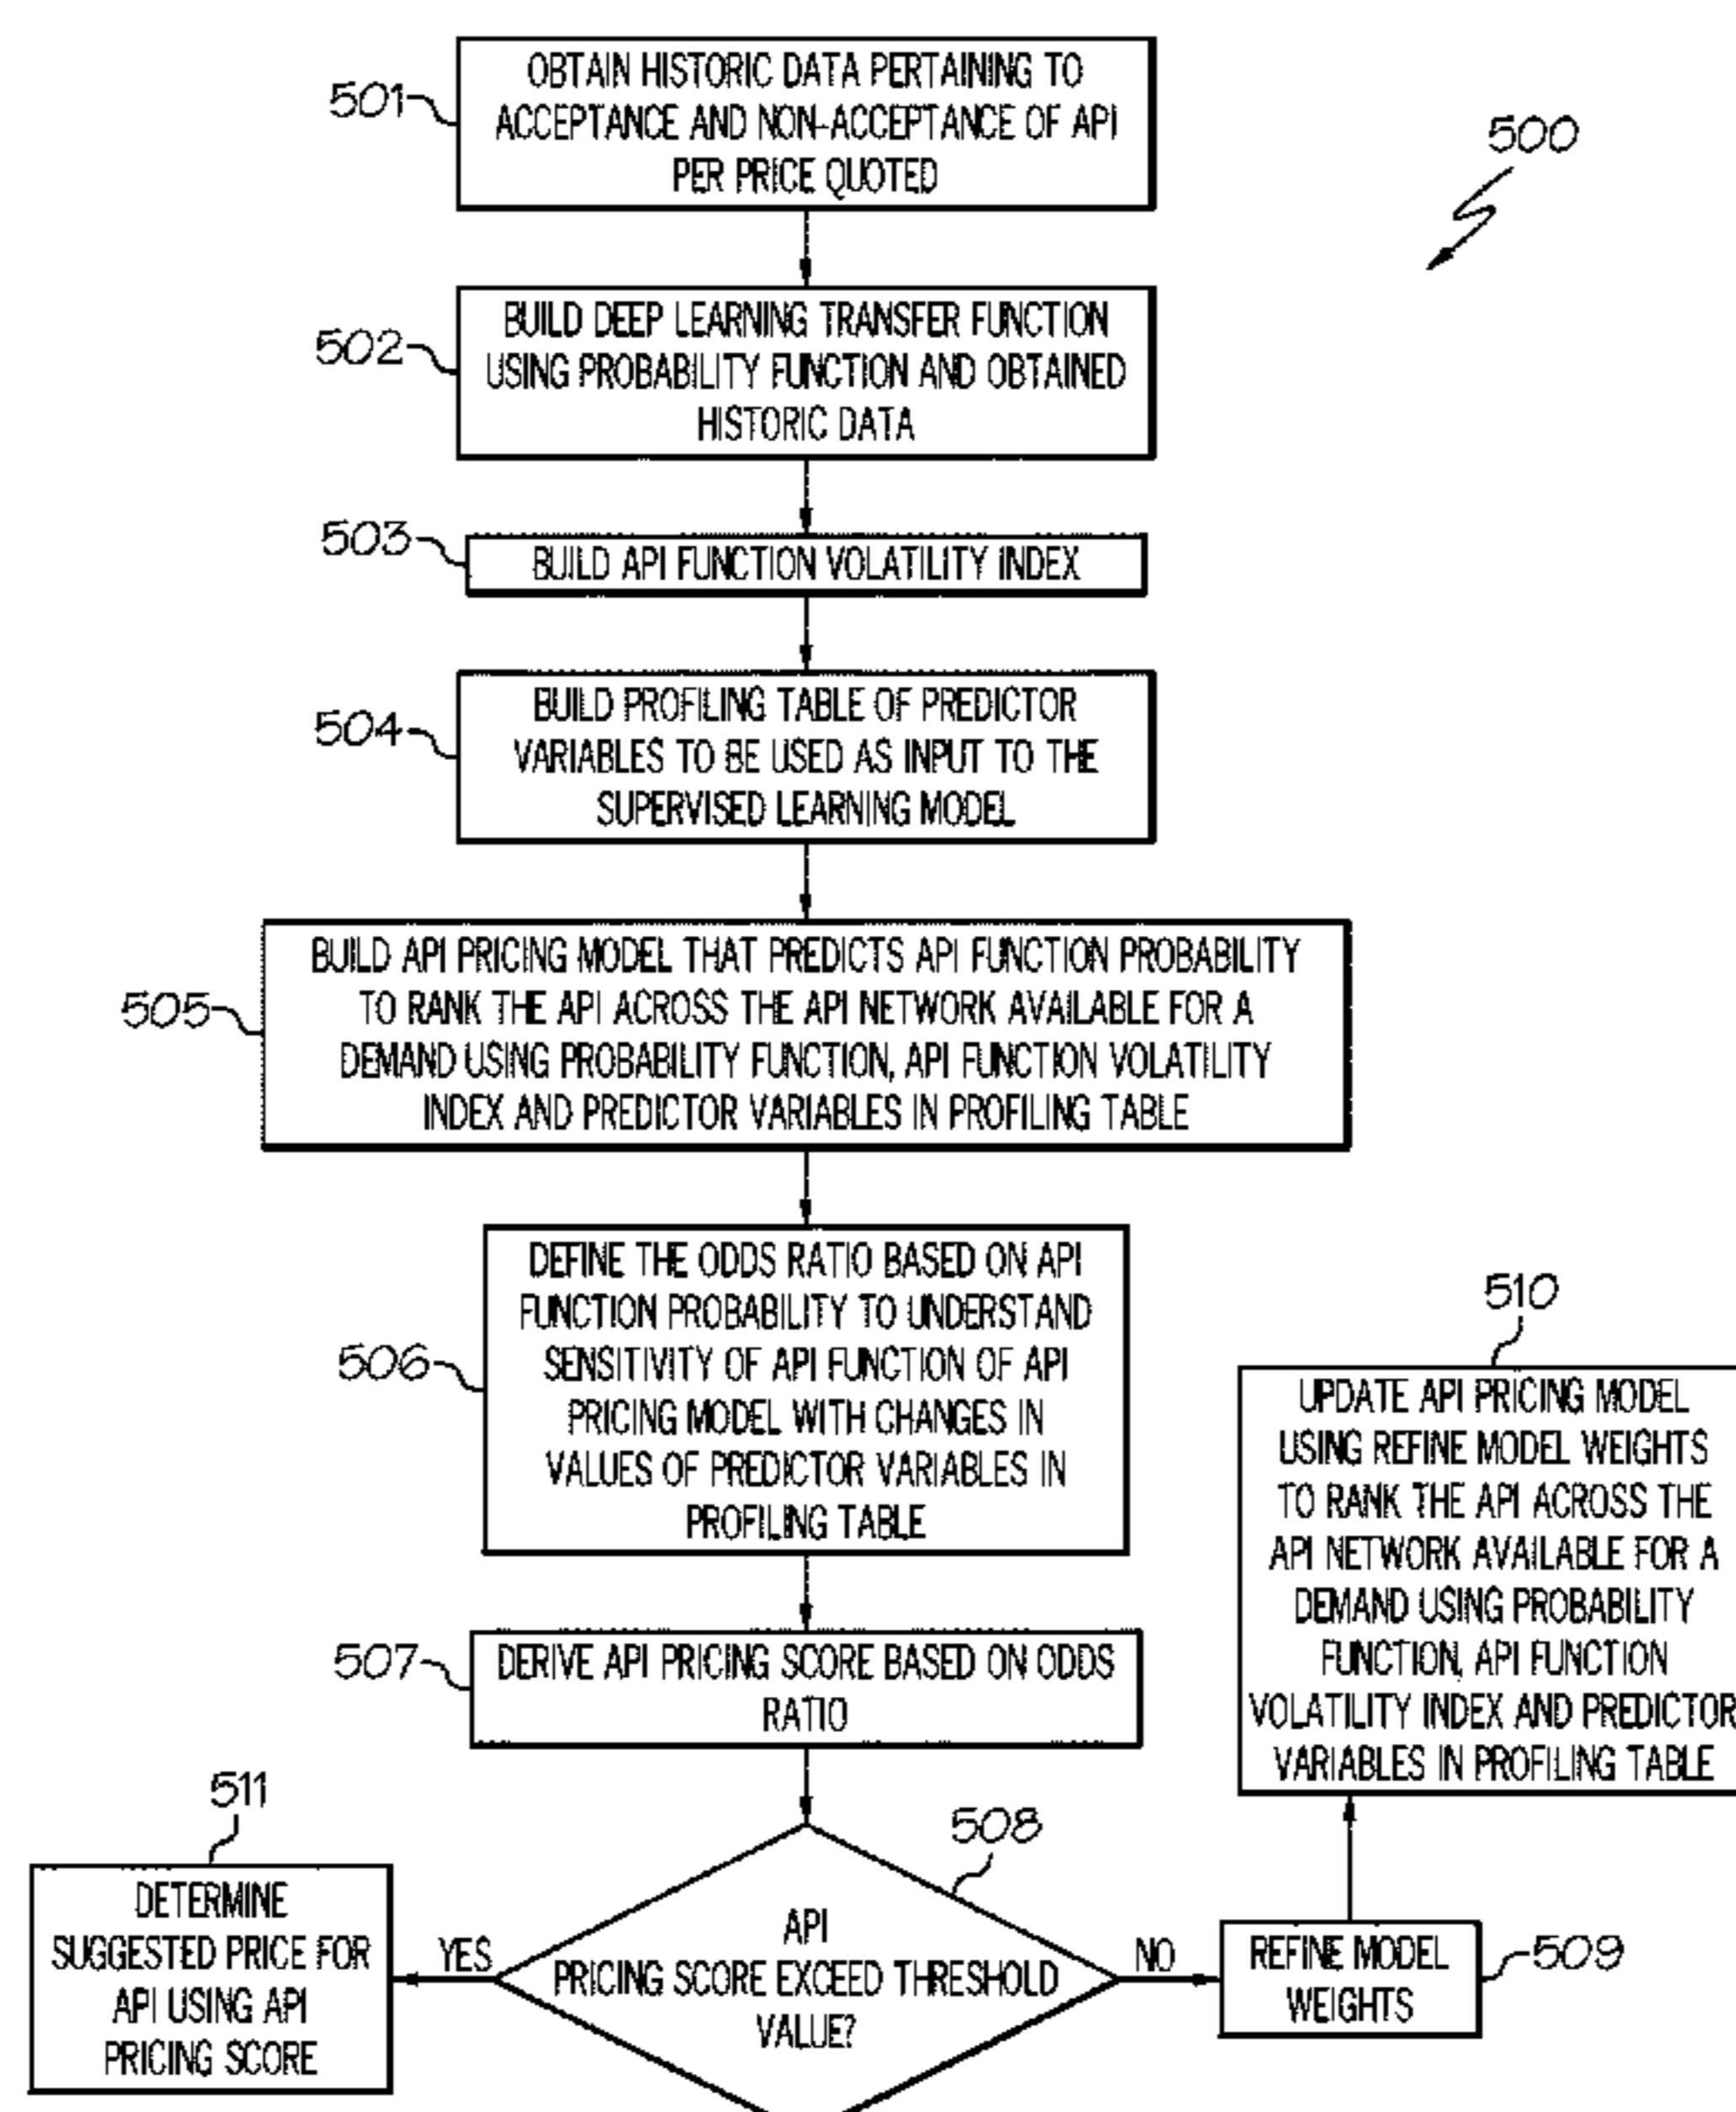 501
OBTAIN HISTORIC DATA PERTAINING TO
ACCEPTANCE AND NON-ACCEPTANCE OF API
PER PRICE QUOTED
500
502
BUILD DEEP LEARNING TRANSFER FUNCTION
USING PROBABILITY FUNCTION AND OBTAINED
HISTORIC DATA
503
BUILD API FUNCTION VOLATILITY INDEX
504
BUILD PROFILING TABLE OF PREDICTOR
VARIABLES TO BE USED AS INPUT TO THE
SUPERVISED LEARNING MODEL
505
BUILD API PRICING MODEL THAT PREDICTS API FUNCTION PROBABILITY
TO RANK THE API ACROSS THE API NETWORK AVAILABLE FOR A
DEMAND USING PROBABILITY FUNCTION, API FUNCTION VOLATILITY
INDEX AND PREDICTOR VARIABLES IN PROFILING TABLE
506
DEFINE THE ODDS RATIO BASED ON API
FUNCTION PROBABILITY TO UNDERSTAND
SENSITIVITY OF API FUNCTION OF API
PRICING MODEL WITH CHANGES IN
VALUES OF PREDICTOR VARIABLES IN
PROFILING TABLE
507
DERIVE API PRICING SCORE BASED ON ODDS
RATIO
508
API
PRICING SCORE EXCEED THRESHOLD
VALUE?
YES
511
DETERMINE
SUGGESTED PRICE FOR
API USING API
PRICING SCORE
NO
REFINE MODEL
WEIGHTS
509
510
UPDATE API PRICING MODEL
USING REFINE MODEL WEIGHTS
TO RANK THE API ACROSS THE
API NETWORK AVAILABLE FOR A
DEMAND USING PROBABILITY
FUNCTION, API FUNCTION
VOLATILITY INDEX AND PREDICTOR
VARIABLES IN PROFILING TABLE